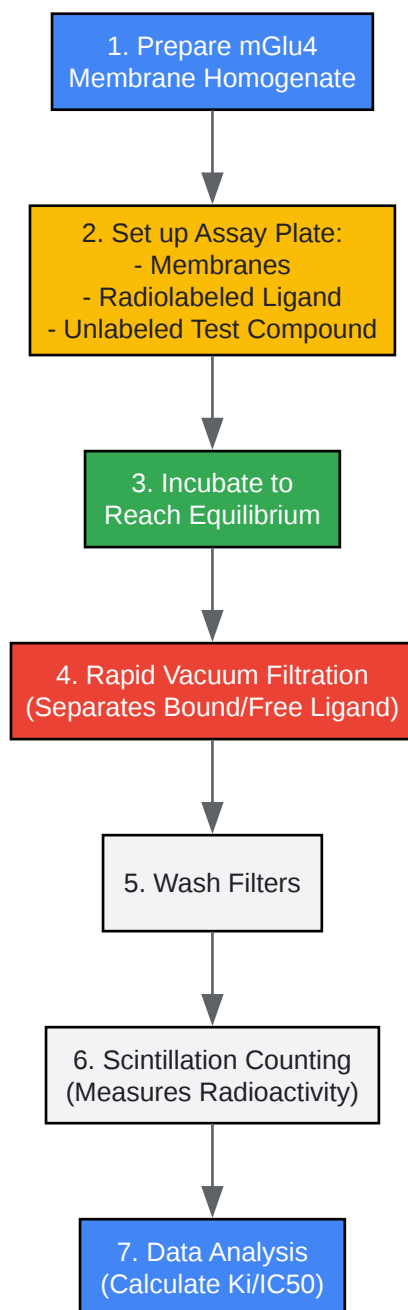 1. Prepare mGlu4
Membrane Homogenate
2. Set up Assay Plate:
- Membranes
- Radiolabeled Ligand
- Unlabeled Test Compound
3. Incubate to
Reach Equilibrium
4. Rapid Vacuum Filtration
(Separates Bound/Free Ligand)
5. Wash Filters
6. Scintillation Counting
(Measures Radioactivity)
7. Data Analysis
(Calculate Ki/IC50)